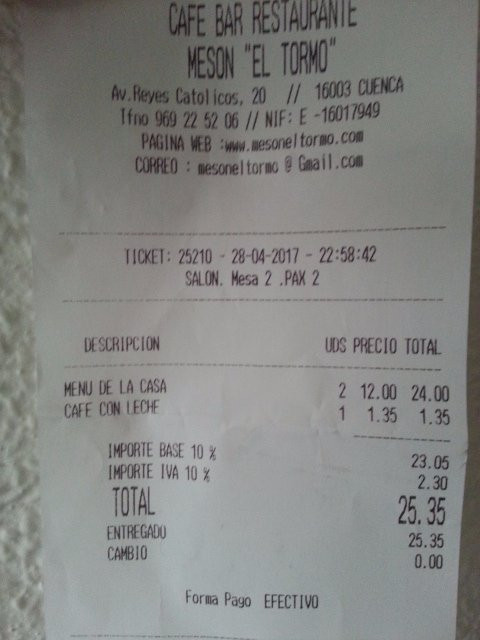 CAFE BAR RESTAURANTE
MESON "EL TORMO"
Av.Reyes Catolicos, 20 // 16003 CUENCA
Tfno 969 22 52 06 // NIF: E -16017949
PAGINA WEB :www.mesoneltormo.com
CORREO : mesoneltormo @ Gmail.com
TICKET: 25210 - 28-04-2017 - 22:58:42
SALON. Mesa 2 .PAX 2
DESCRIPCION UDS PRECIO TOTAL
MENU DE LA CASA 2 12.00 24.00
CAFE CON LECHE 1 1.35 1.35
IMPORTE BASE 10 % 23.05
IMPORTE IVA 10 % 2.30
TOTAL 25.35
ENTREGADO 25.35
CAMBIO 0.00
Forma Pago EFECTIVO